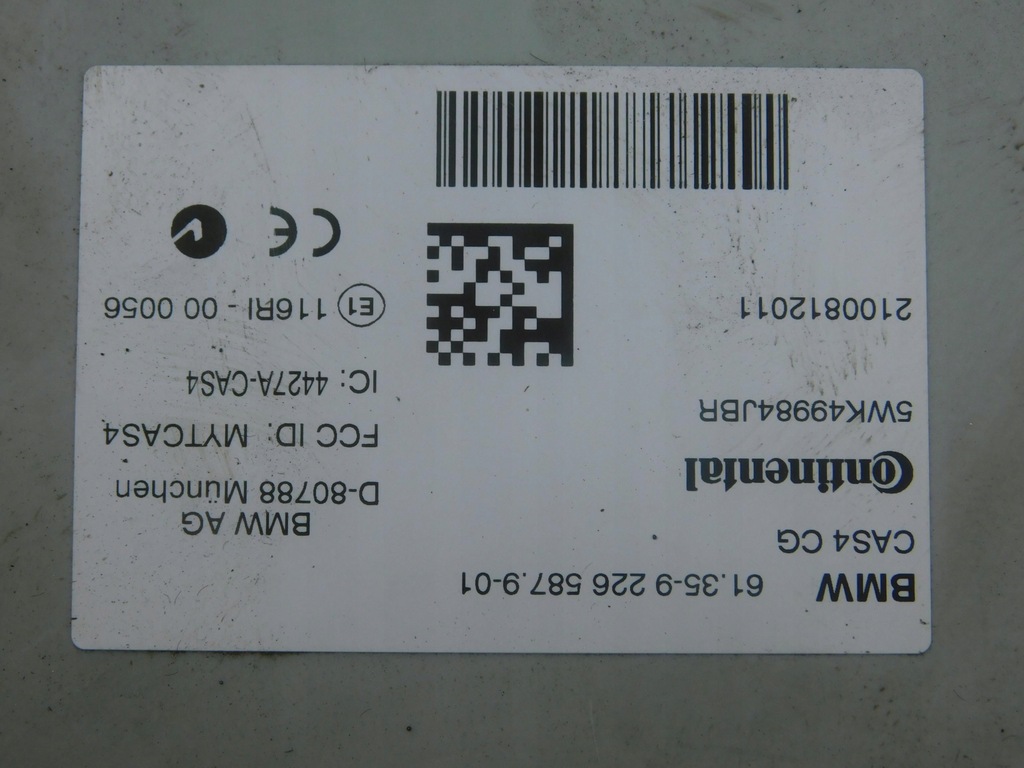 BMW 61.35-9 226 587.9-01
CAS4 CG
Continental
5WK49984JBR
2100812011
BMW AG
D-80788 München
FCC ID: MYTCAS4
IC: 4427A-CAS4
E1 116RI - 00 0056
CE